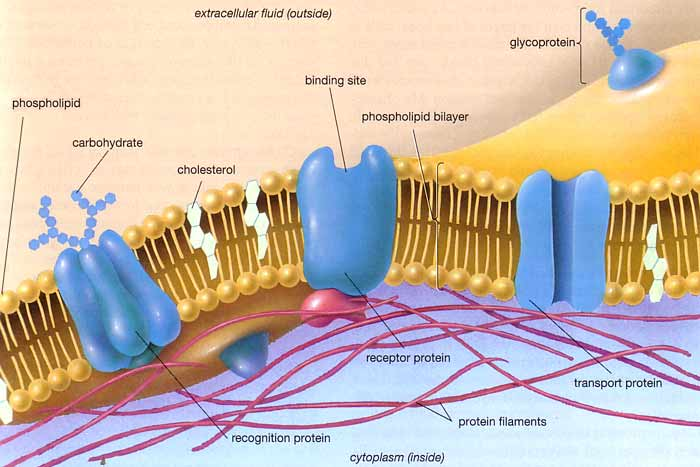 extracellular fluid (outside)
glycoprotein
binding site
phospholipid
phospholipid bilayer
carbohydrate
cholesterol
receptor protein
transport protein
protein filaments
recognition protein
cytoplasm (inside)